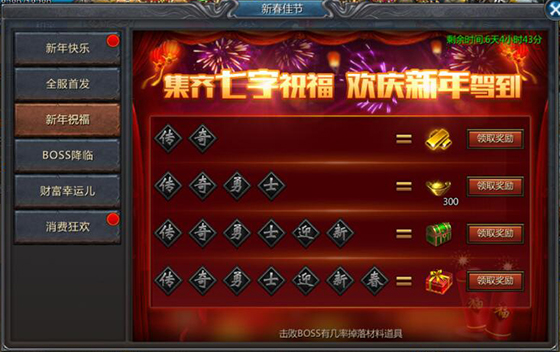 新春佳节
剩余时间:6天4小时43分
新年快乐
全服首发
新年祝福
BOSS降临
财富幸运儿
消费狂欢
集齐七字祝福 欢庆新年驾到
传 奇 = 领取奖励
传 奇 勇 士 = 300 领取奖励
传 奇 勇 士 迎 新 = 领取奖励
传 奇 勇 士 迎 新 春 = 领取奖励
击败BOSS有几率掉落材料道具